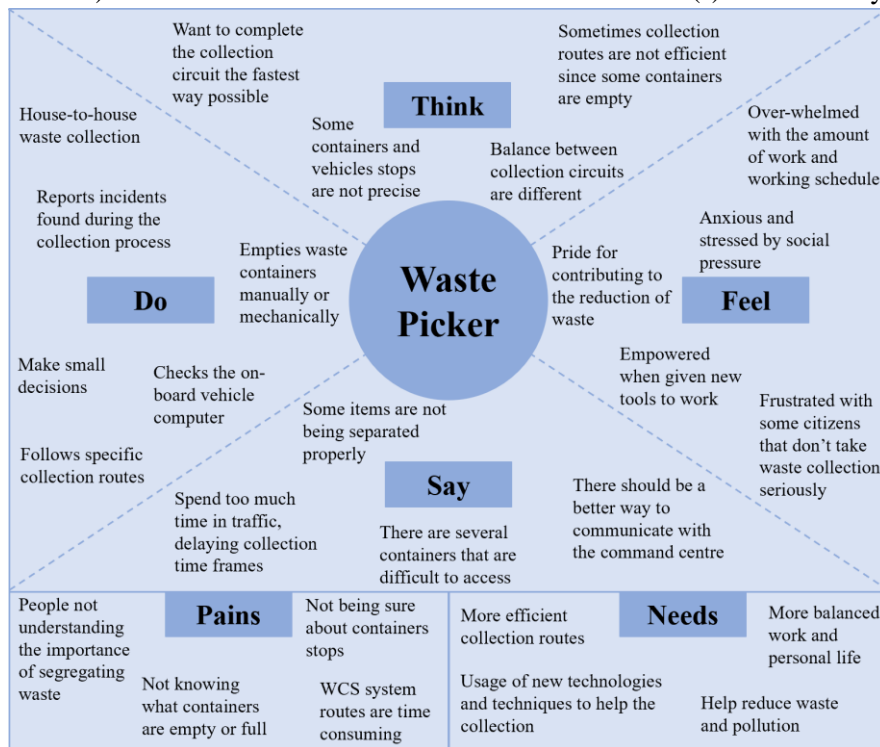 Want to complete
the collection
circuit the fastest
way possible
Think
Sometimes collection
routes are not efficient
since some containers
are empty
Some
containers and
vehicles stops
are not precise
Balance between
collection circuits
are different
House-to-house
waste collection
Reports incidents
found during the
collection process
Do
Empties waste
containers
manually or
mechanically
Make small
decisions
Checks the on-
board vehicle
computer
Follows specific
collection routes
Waste
Picker
Over-whelmed
with the amount
of work and
working schedule
Anxious and
stressed by social
pressure
Pride for
contributing to
the reduction of
waste
Feel
Empowered
when given new
tools to work
Frustrated with
some citizens
that don't take
waste collection
seriously
Some items are not
being separated
properly
Say
Spend too much
time in traffic,
delaying collection
time frames
There are several
containers that are
difficult to access
There should be a
better way to
communicate with
the command centre
Pains
People not
understanding
the importance
of segregating
waste
Not being sure
about containers
stops
Not knowing
what containers
are empty or full
WCS system
routes are time
consuming
Needs
More efficient
collection routes
More balanced
work and
personal life
Usage of new technologies
and techniques to help the
collection
Help reduce waste
and pollution